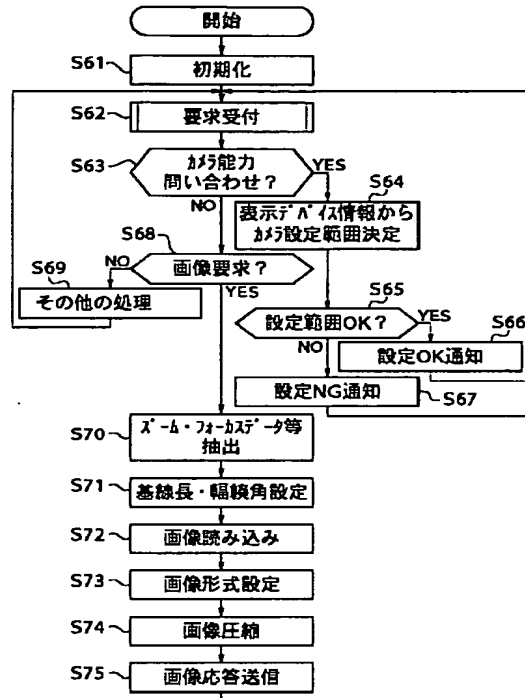 開始
S61
初期化
S62
要求受付
S63
ｶﾒﾗ能力
問い合わせ？
YES
NO
S64
表示ﾃﾞﾊﾞｲｽ情報から
ｶﾒﾗ設定範囲決定
S68
画像要求？
NO
YES
S69
その他の処理
S65
設定範囲OK？
YES
NO
S66
設定OK通知
設定NG通知
S67
S70
ｽﾞｰﾑ・ﾌｫｰｶｽﾃﾞｰﾀ等
抽出
S71
基線長・輻輳角設定
S72
画像読み込み
S73
画像形式設定
S74
画像圧縮
S75
画像応答送信